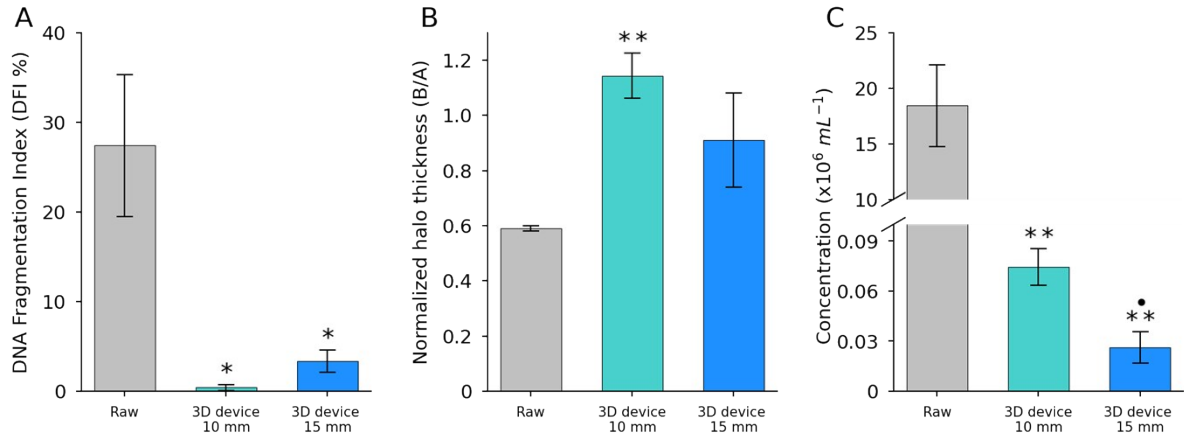 A
DNA Fragmentation Index (DFI %)
40
30
20
10
0
*
*
Raw
3D device
10 mm
3D device
15 mm
B
Normalized halo thickness (B/A)
1.2
1.0
0.8
0.6
0.4
0.2
0
**
Raw
3D device
10 mm
3D device
15 mm
C
Concentration (x10⁶ mL⁻¹)
25
20
15
10
0.09
0.06
0.03
0
**
•
**
Raw
3D device
10 mm
3D device
15 mm